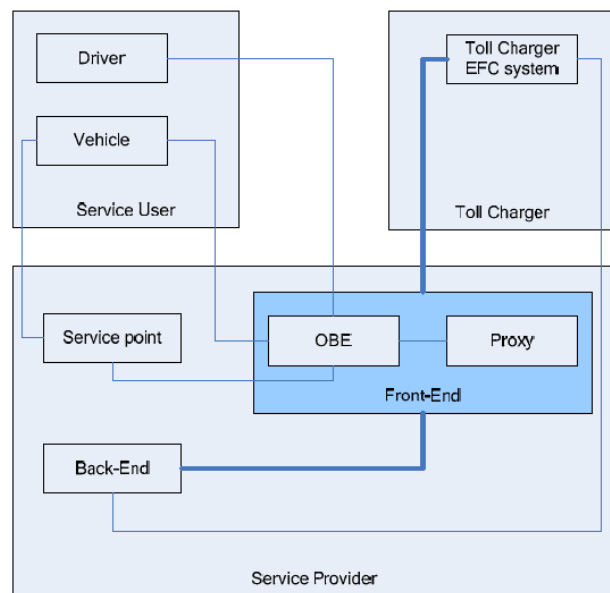 Driver
Vehicle
Service User
Toll Charger
EFC system
Toll Charger
Service point
OBE
Proxy
Front-End
Back-End
Service Provider